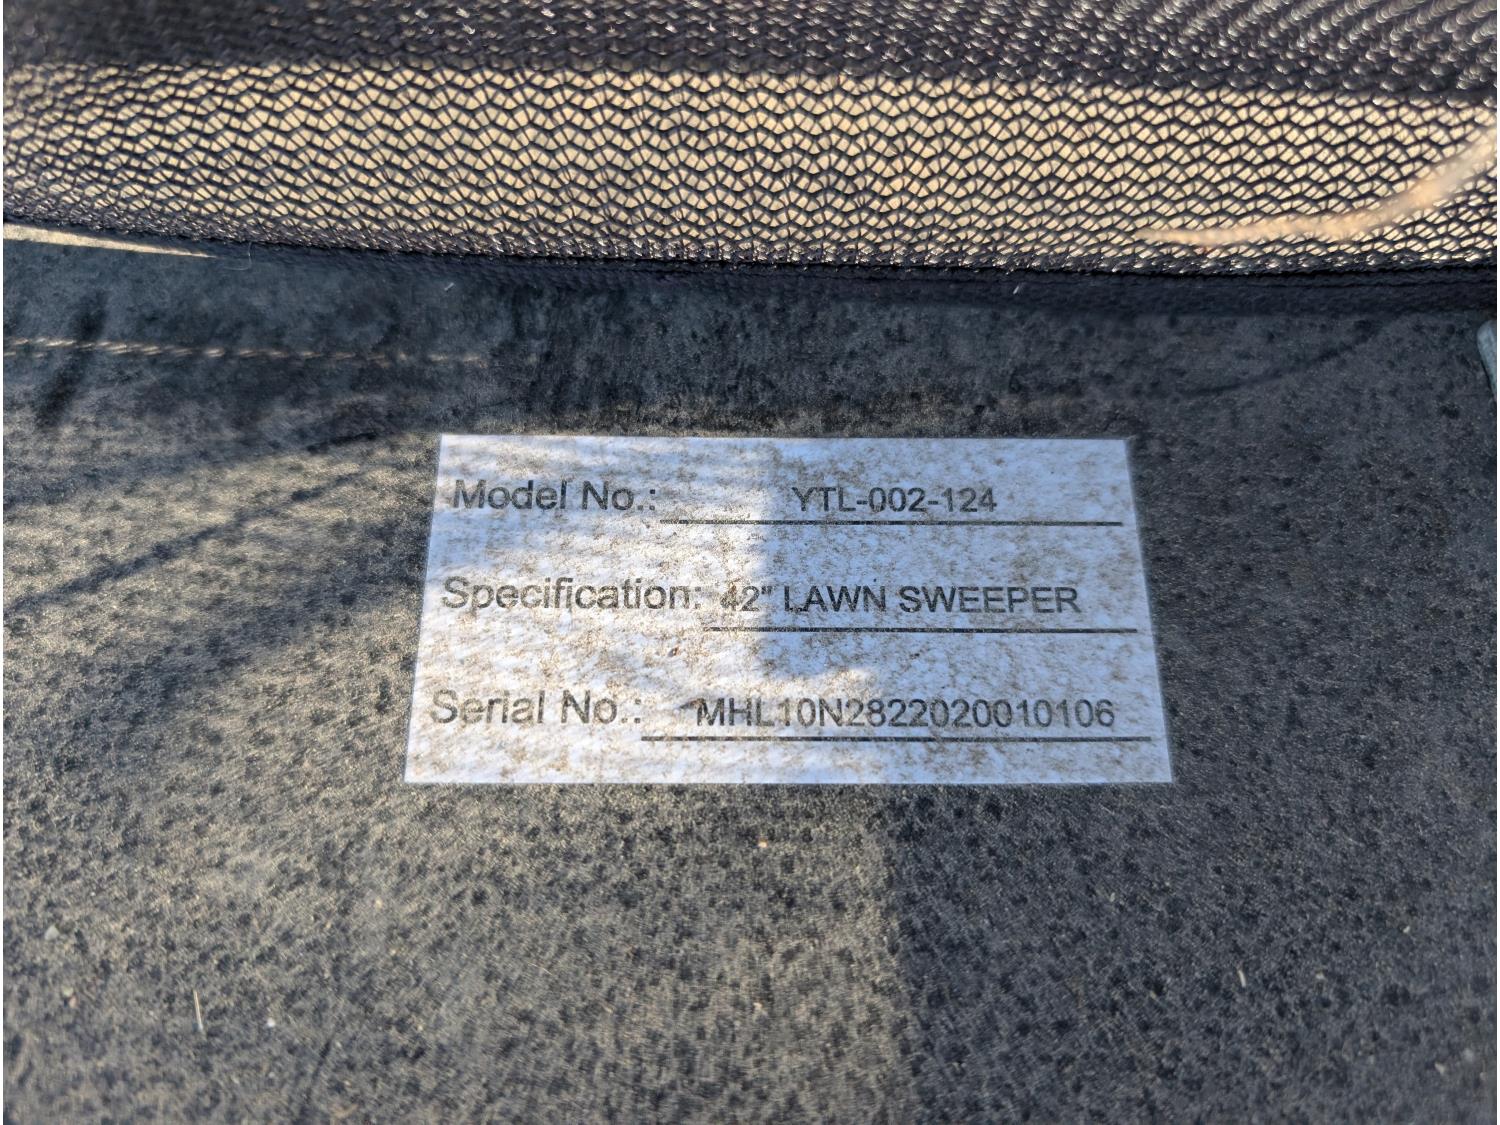 Model No.: YTL-002-124
Specification: 42" LAWN SWEEPER
Serial No.: MHL10N2822020010106